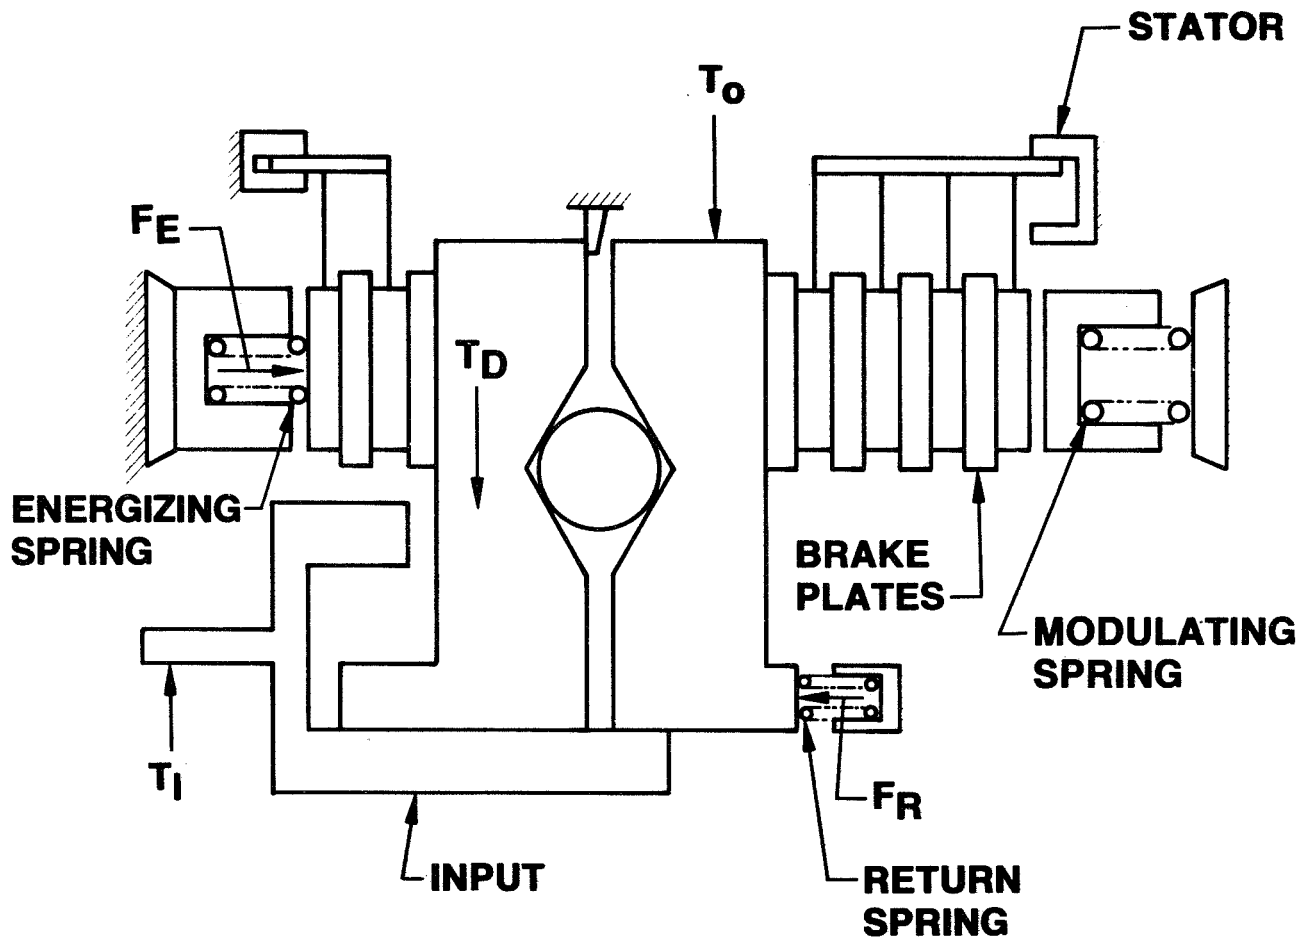 STATOR
To
FE
TD
ENERGIZING
SPRING
BRAKE
PLATES
MODULATING
SPRING
TI
FR
INPUT
RETURN
SPRING